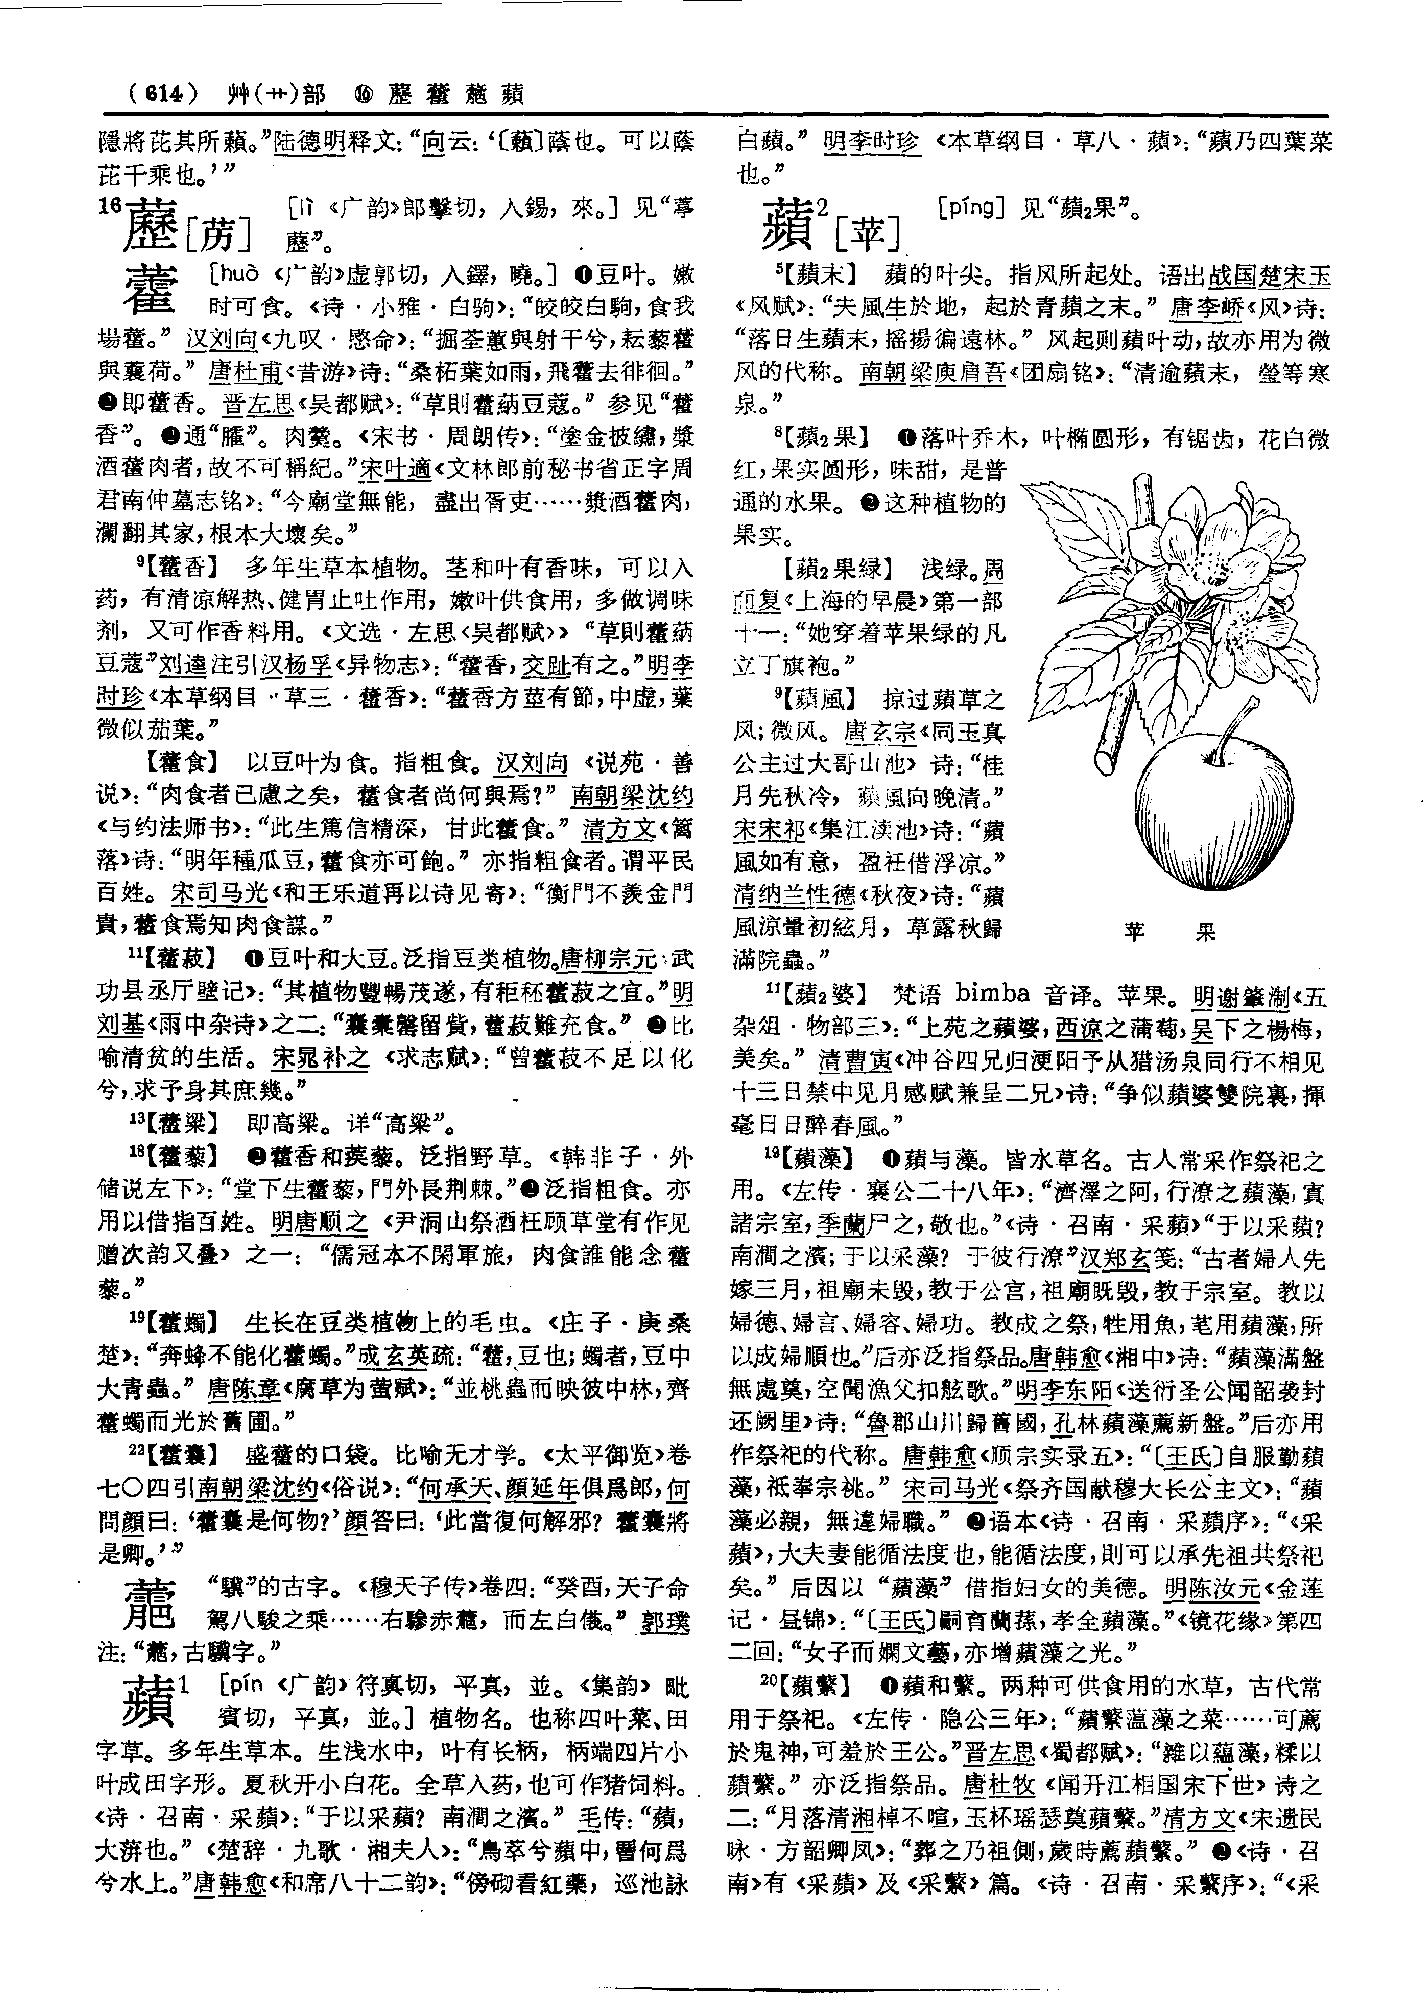 (614) 艸(艹)部 ⑯ 藶藿蘎蘋
隱將芘其所藾。”陆德明释文：“向云：‘〔藾〕蔭也。可以蔭
芘千乘也。’”
16藶[苈] [lì 《广韵》郎擊切，入錫，來。] 见“葶
藶”。
藿 [huò 《广韵》虚郭切，入鐸，曉。] ❶豆叶。嫩
时可食。《诗·小雅·白驹》：“皎皎白駒，食我
場藿。” 汉刘向《九叹·愍命》：“掘荃蕙與射干兮，耘藜藿
與蘘荷。” 唐杜甫《昔游》诗：“桑柘葉如雨，飛藿去徘徊。”
❷即藿香。晋左思《吴都赋》：“草則藿蒳豆蔻。” 参见“藿
香”。❸通“臛”。肉羹。《宋书·周朗传》：“塗金披繡，漿
酒藿肉者，故不可稱紀。”宋叶適《文林郎前秘书省正字周
君南仲墓志铭》：“今廟堂無能，盡出胥吏……漿酒藿肉，
瀾翻其家，根本大壞矣。”
9【藿香】 多年生草本植物。茎和叶有香味，可以入
药，有清凉解热、健胃止吐作用，嫩叶供食用，多做调味
剂，又可作香料用。《文选·左思〈吴都赋〉》“草則藿蒳
豆蔻”刘逵注引汉杨孚《异物志》：“藿香，交趾有之。”明李
时珍《本草纲目·草三·藿香》：“藿香方莖有節，中虚，葉
微似茄葉。”
【藿食】 以豆叶为食。指粗食。汉刘向《说苑·善
说》：“肉食者已慮之矣，藿食者尚何與焉？” 南朝梁沈约
《与约法师书》：“此生篤信精深，甘此藿食。” 清方文《篱
落》诗：“明年種瓜豆，藿食亦可飽。” 亦指粗食者。谓平民
百姓。宋司马光《和王乐道再以诗见寄》：“衡門不羨金門
貴，藿食焉知肉食謀。”
11【藿菽】 ❶豆叶和大豆。泛指豆类植物。唐柳宗元《武
功县丞厅壁记》：“其植物豐暢茂遂，有秬秠藿菽之宜。”明
刘基《雨中杂诗》之二：“囊橐罄留貲，藿菽難充食。” ❷比
喻清贫的生活。宋晁补之《求志赋》：“曾藿菽不足以化
兮，求予身其庶幾。”
13【藿粱】 即高粱。详“高粱”。
18【藿藜】 ❶藿香和蒺藜。泛指野草。《韩非子·外
储说左下》：“堂下生藿藜，門外長荆棘。”❷泛指粗食。亦
用以借指百姓。明唐顺之《尹洞山祭酒枉顾草堂有作见
赠次韵又叠》之一：“儒冠本不閑軍旅，肉食誰能念藿
藜。”
19【藿蠋】 生长在豆类植物上的毛虫。《庄子·庚桑
楚》：“奔蜂不能化藿蠋。”成玄英疏：“藿，豆也；蠋者，豆中
大青蟲。” 唐陈章《腐草为萤赋》：“並桃蟲而映彼中林，齊
藿蠋而光於舊圃。”
22【藿囊】 盛藿的口袋。比喻无才学。《太平御览》卷
七〇四引南朝梁沈约《俗说》：“何承天、顔延年俱爲郎，何
問顔曰：‘藿囊是何物？’顔答曰：‘此當復何解邪？藿囊將
是卿。’”
“驥”的古字。《穆天子传》卷四：“癸酉，天子命
駕八駿之乘……右驂赤，而左白儀。”郭璞
注：“，古驥字。”
蘋1 [pín 《广韵》符真切，平真，並。《集韵》毗
賓切，平真，並。] 植物名。也称四叶菜、田
字草。多年生草本。生浅水中，叶有长柄，柄端四片小
叶成田字形。夏秋开小白花。全草入药，也可作猪饲料。
《诗·召南·采蘋》：“于以采蘋？南澗之濱。” 毛传：“蘋，
大蓱也。”《楚辞·九歌·湘夫人》：“鳥萃兮蘋中，罾何爲
兮木上。”唐韩愈《和席八十二韵》：“傍砌看紅藥，巡池詠
白蘋。” 明李时珍《本草纲目·草八·蘋》：“蘋乃四葉菜
也。”
蘋2[苹] [píng] 见“蘋2果”。
5【蘋末】 蘋的叶尖。指风所起处。语出战国楚宋玉
《风赋》：“夫風生於地，起於青蘋之末。” 唐李峤《风》诗：
“落日生蘋末，摇揚徧遠林。” 风起则蘋叶动，故亦用为微
风的代称。南朝梁庾肩吾《团扇铭》：“清逾蘋末，瑩等寒
泉。”
8【蘋2果】 ❶落叶乔木，叶椭圆形，有锯齿，花白微
红，果实圆形，味甜，是普
通的水果。❷这种植物的
果实。
【蘋2果緑】 浅绿。周
而复《上海的早晨》第一部
十一：“她穿着苹果绿的凡
立丁旗袍。”
9【蘋風】 掠过蘋草之
风；微风。唐玄宗《同玉真
公主过大哥山池》诗：“桂
月先秋冷，蘋風向晚清。”
宋宋祁《集江渎池》诗：“蘋
風如有意，盈衽借浮凉。”
清纳兰性德《秋夜》诗：“蘋
風凉暈初絃月，草露秋歸
滿院蟲。”
苹 果
11【蘋2婆】 梵语 bimba 音译。苹果。明谢肇淛《五
杂俎·物部三》：“上苑之蘋婆，西凉之蒲萄，吴下之楊梅，
美矣。” 清曹寅《冲谷四兄归浭阳予从猎汤泉同行不相见
十三日禁中见月感赋兼呈二兄》诗：“争似蘋婆雙院裏，揮
毫日日醉春風。”
19【蘋藻】 ❶蘋与藻。皆水草名。古人常采作祭祀之
用。《左传·襄公二十八年》：“濟澤之阿，行潦之蘋藻，寘
諸宗室，季蘭尸之，敬也。”《诗·召南·采蘋》“于以采蘋？
南澗之濱；于以采藻？于彼行潦”汉郑玄笺：“古者婦人先
嫁三月，祖廟未毁，教于公宫，祖廟既毁，教于宗室。教以
婦德、婦言、婦容、婦功。教成之祭，牲用魚，芼用蘋藻，所
以成婦順也。”后亦泛指祭品。唐韩愈《湘中》诗：“蘋藻滿盤
無處奠，空聞漁父扣舷歌。”明李东阳《送衍圣公闻韶袭封
还阙里》诗：“魯郡山川歸舊國，孔林蘋藻薦新盤。”后亦用
作祭祀的代称。唐韩愈《顺宗实录五》：“〔王氏〕自服勤蘋
藻，祗奉宗祧。” 宋司马光《祭齐国献穆大长公主文》：“蘋
藻必親，無違婦職。” ❷语本《诗·召南·采蘋序》：“《采
蘋》，大夫妻能循法度也，能循法度，則可以承先祖共祭祀
矣。” 后因以“蘋藻”借指妇女的美德。明陈汝元《金莲
记·昼锦》：“〔王氏〕嗣育蘭蓀，孝全蘋藻。”《镜花缘》第四
二回：“女子而嫻文藝，亦增蘋藻之光。”
20【蘋蘩】 ❶蘋和蘩。两种可供食用的水草，古代常
用于祭祀。《左传·隐公三年》：“蘋蘩蕰藻之菜……可薦
於鬼神，可羞於王公。”晋左思《蜀都赋》：“雜以蘊藻，糅以
蘋蘩。” 亦泛指祭品。唐杜牧《闻开江相国宋下世》诗之
二：“月落清湘棹不喧，玉杯瑶瑟奠蘋蘩。”清方文《宋遗民
咏·方韶卿凤》：“葬之乃祖側，歲時薦蘋蘩。” ❷《诗·召
南》有《采蘋》及《采蘩》篇。《诗·召南·采蘩序》：“《采